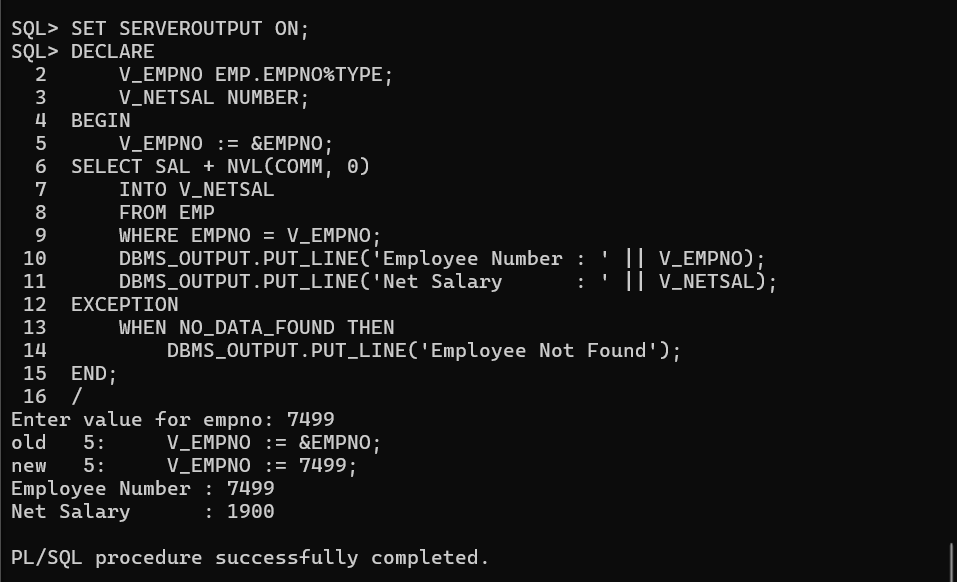 SQL> SET SERVEROUTPUT ON;
SQL> DECLARE
  2      V_EMPNO EMP.EMPNO%TYPE;
  3      V_NETSAL NUMBER;
  4  BEGIN
  5      V_EMPNO := &EMPNO;
  6  SELECT SAL + NVL(COMM, 0)
  7      INTO V_NETSAL
  8      FROM EMP
  9      WHERE EMPNO = V_EMPNO;
 10      DBMS_OUTPUT.PUT_LINE('Employee Number : ' || V_EMPNO);
 11      DBMS_OUTPUT.PUT_LINE('Net Salary      : ' || V_NETSAL);
 12  EXCEPTION
 13      WHEN NO_DATA_FOUND THEN
 14          DBMS_OUTPUT.PUT_LINE('Employee Not Found');
 15  END;
 16  /
Enter value for empno: 7499
old   5:     V_EMPNO := &EMPNO;
new   5:     V_EMPNO := 7499;
Employee Number : 7499
Net Salary      : 1900

PL/SQL procedure successfully completed.